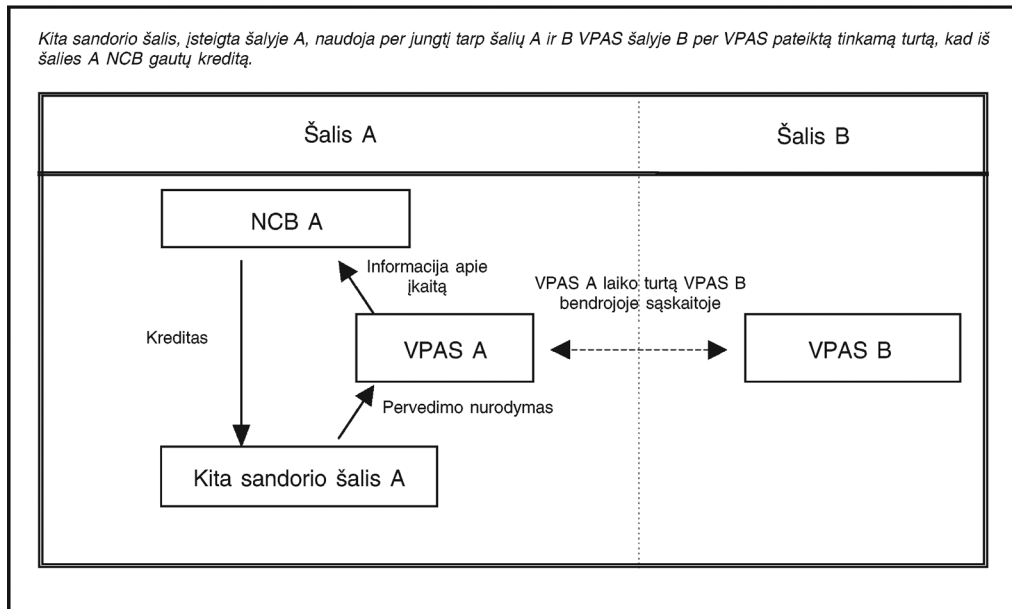 Kita sandorio šalis, įsteigta šalyje A, naudoja per jungtį tarp šalių A ir B VPAS šalyje B per VPAS pateiktą tinkamą turtą, kad iš
šalies A NCB gautų kreditą.
Šalis A
Šalis B
NCB A
Informacija apie
įkaitą
VPAS A laiko turtą VPAS B
bendrojoje sąskaitoje
Kreditas
VPAS A
VPAS B
Pervedimo nurodymas
Kita sandorio šalis A